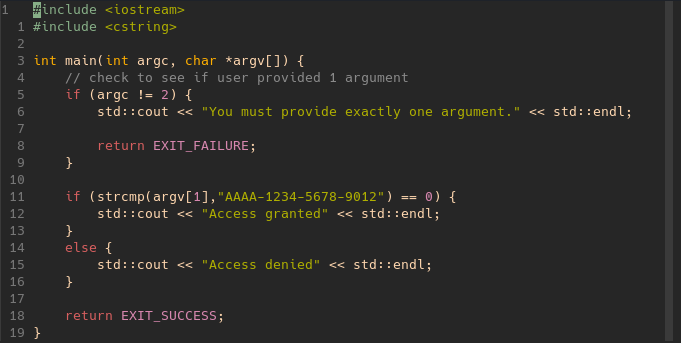 1 #include <iostream>
1 #include <cstring>
2
3 int main(int argc, char *argv[]) {
4     // check to see if user provided 1 argument
5     if (argc != 2) {
6         std::cout << "You must provide exactly one argument." << std::endl;
7
8         return EXIT_FAILURE;
9     }
10
11     if (strcmp(argv[1],"AAAA-1234-5678-9012") == 0) {
12         std::cout << "Access granted" << std::endl;
13     }
14     else {
15         std::cout << "Access denied" << std::endl;
16     }
17
18     return EXIT_SUCCESS;
19 }